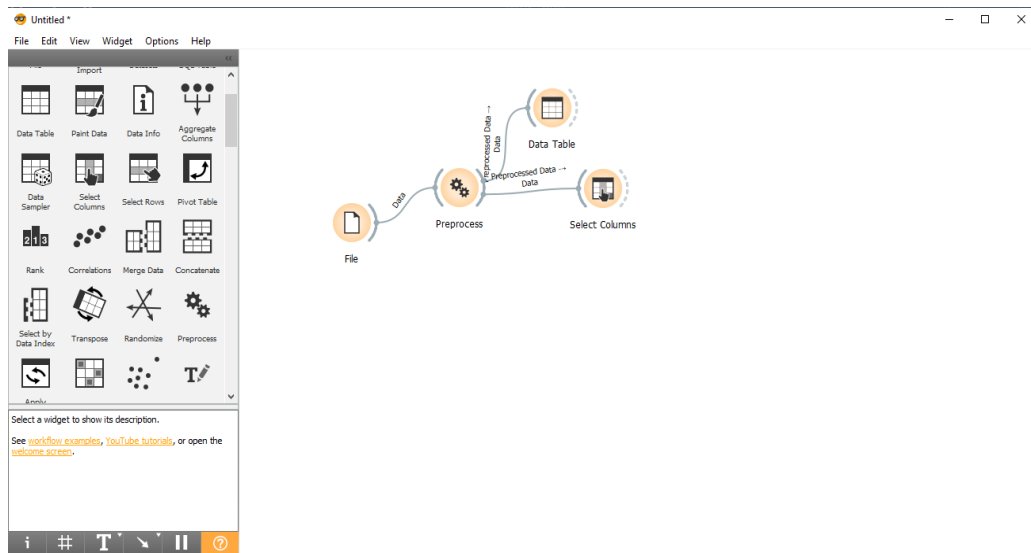 Untitled *
File Edit View Widget Options Help
Import
Data Table Paint Data Data Info Aggregate Columns
Data Sampler Select Columns Select Rows Pivot Table
Rank Correlations Merge Data Concatenate
Select by Data Index Transpose Randomize Preprocess
Select a widget to show its description.
See workflow examples, YouTube tutorials, or open the
welcome screen.
File
Data
Preprocess
Preprocessed Data →
Data
Data Table
Preprocessed Data →
Data
Select Columns